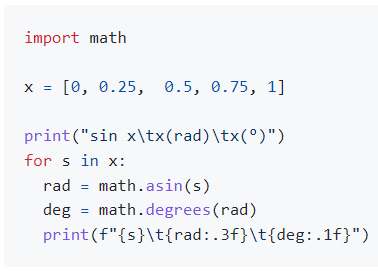 import math
x = [0, 0.25,  0.5, 0.75, 1]
print("sin x\tx(rad)\tx(º)")
for s in x:
  rad = math.asin(s)
  deg = math.degrees(rad)
  print(f"{s}\t{rad:.3f}\t{deg:.1f}")